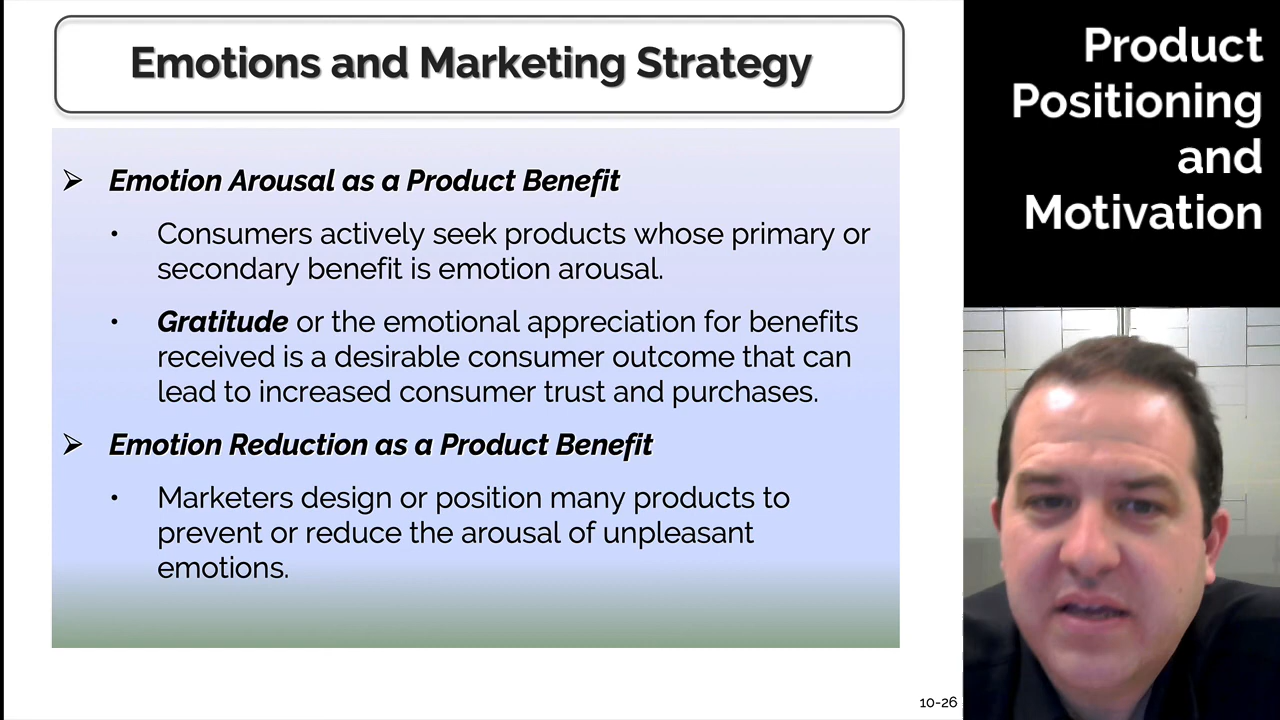 Emotions and Marketing Strategy
➢ Emotion Arousal as a Product Benefit
• Consumers actively seek products whose primary or
secondary benefit is emotion arousal.
• Gratitude or the emotional appreciation for benefits
received is a desirable consumer outcome that can
lead to increased consumer trust and purchases.
➢ Emotion Reduction as a Product Benefit
• Marketers design or position many products to
prevent or reduce the arousal of unpleasant
emotions.
10-26
Product
Positioning
and
Motivation